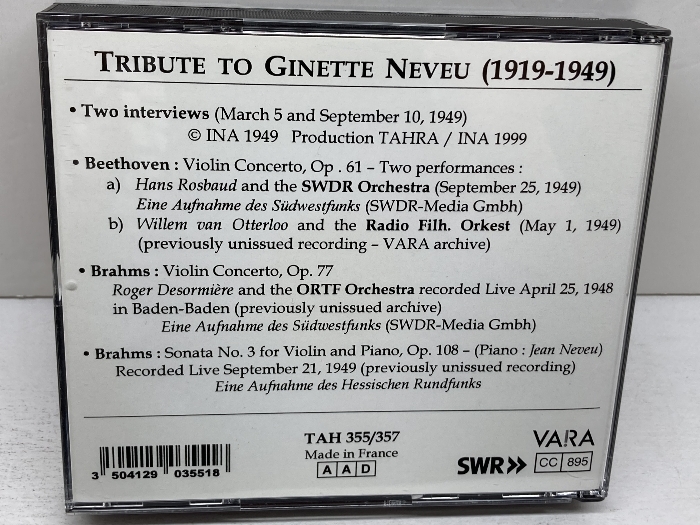 TRIBUTE TO GINETTE NEVEU (1919-1949)
• Two interviews (March 5 and September 10, 1949)
© INA 1949 Production TAHRA / INA 1999
• Beethoven : Violin Concerto, Op . 61 – Two performances :
a) Hans Rosbaud and the SWDR Orchestra (September 25, 1949)
Eine Aufnahme des Südwestfunks (SWDR-Media Gmbh)
b) Willem van Otterloo and the Radio Filh. Orkest (May 1, 1949)
(previously unissued recording – VARA archive)
• Brahms : Violin Concerto, Op. 77
Roger Desormière and the ORTF Orchestra recorded Live April 25, 1948
in Baden-Baden (previously unissued archive)
Eine Aufnahme des Südwestfunks (SWDR-Media Gmbh)
• Brahms : Sonata No. 3 for Violin and Piano, Op. 108 – (Piano : Jean Neveu)
Recorded Live September 21, 1949 (previously unissued recording)
Eine Aufnahme des Hessischen Rundfunks
TAH 355/357
Made in France
A A D
3 504129 035518
SWR
VARA
CC 895